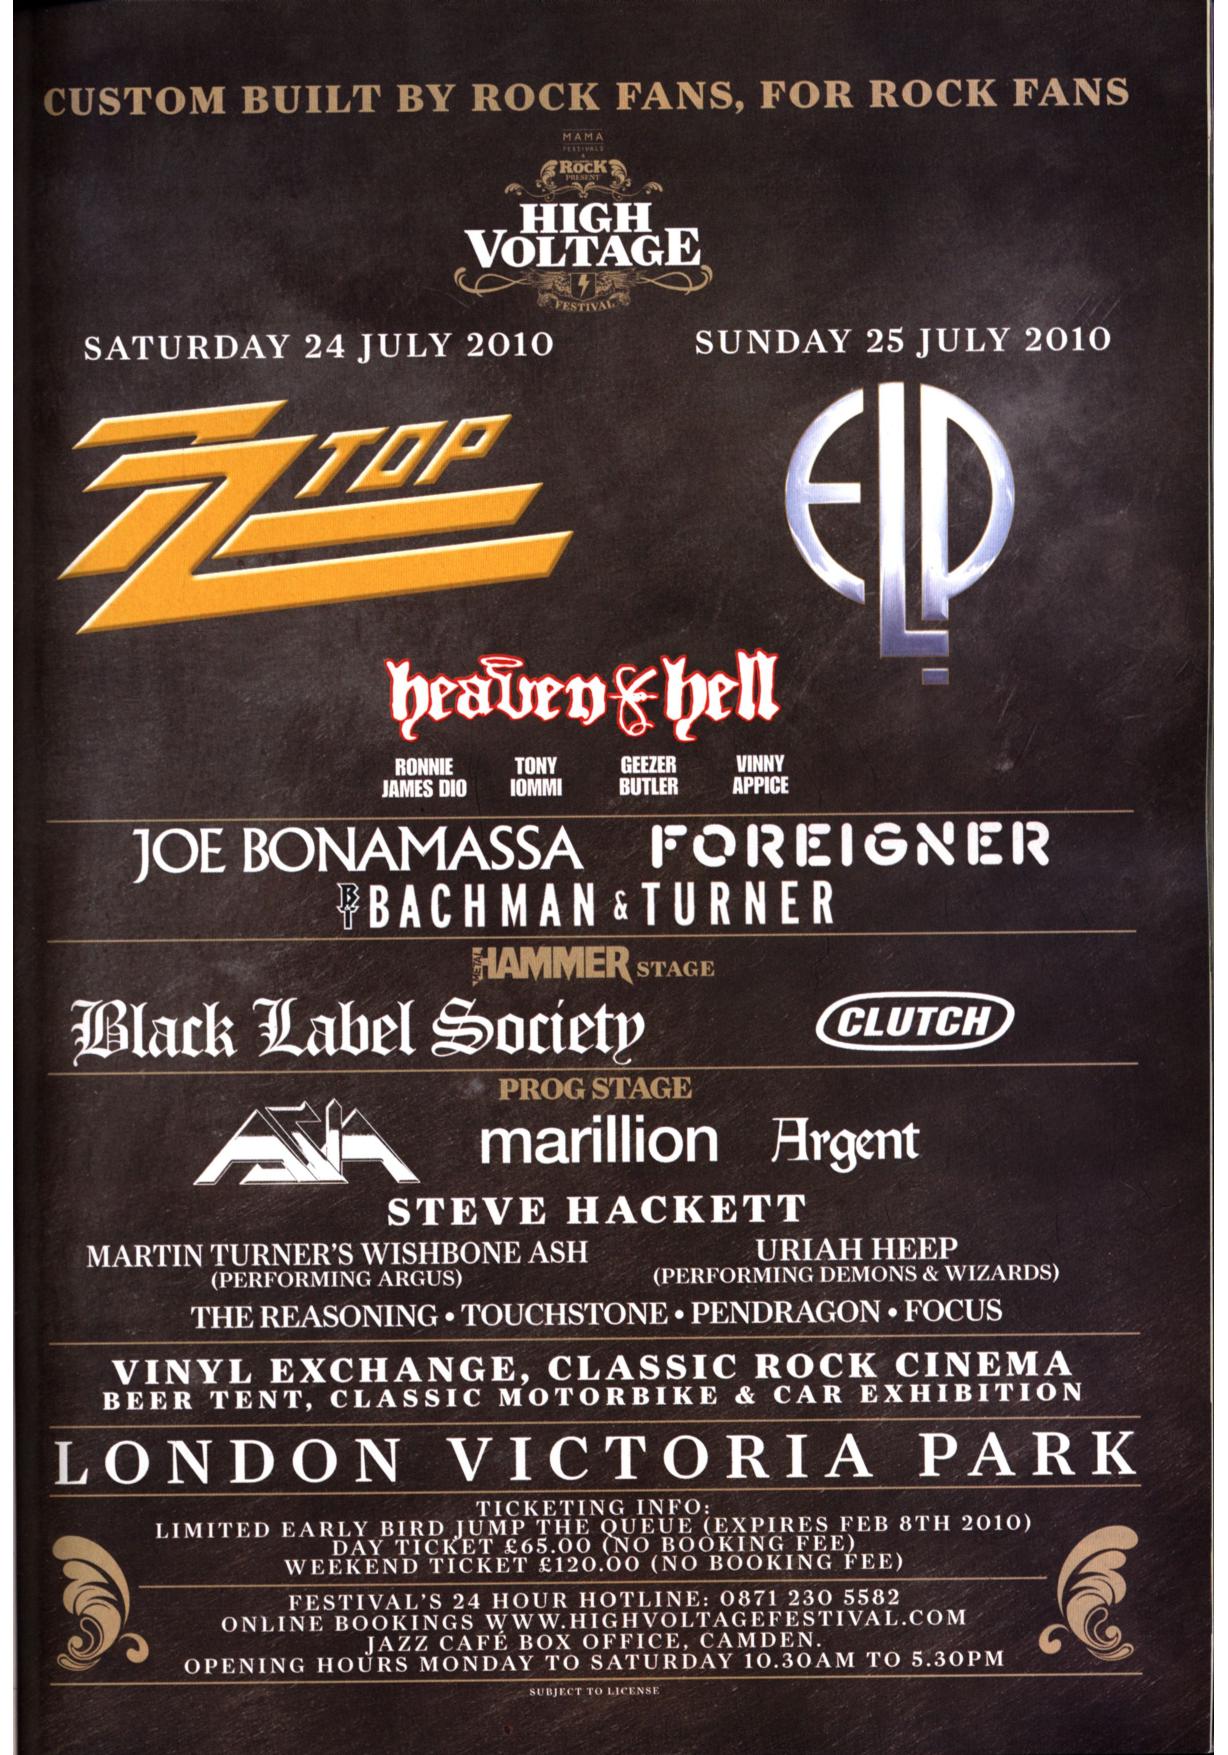 CUSTOM BUILT BY ROCK FANS, FOR ROCK FANS
MAMA
FESTIVALS
&
ROCK
PRESENT
HIGH
VOLTAGE
FESTIVAL
SATURDAY 24 JULY 2010
SUNDAY 25 JULY 2010
ZZ TOP
ELP
heaven & hell
RONNIE JAMES DIO
TONY IOMMI
GEEZER BUTLER
VINNY APPICE
JOE BONAMASSA FOREIGNER
BT BACHMAN & TURNER
METAL HAMMER STAGE
Black Label Society CLUTCH
PROG STAGE
ASIA marillion Argent
STEVE HACKETT
MARTIN TURNER'S WISHBONE ASH
(PERFORMING ARGUS)
URIAH HEEP
(PERFORMING DEMONS & WIZARDS)
THE REASONING • TOUCHSTONE • PENDRAGON • FOCUS
VINYL EXCHANGE, CLASSIC ROCK CINEMA
BEER TENT, CLASSIC MOTORBIKE & CAR EXHIBITION
LONDON VICTORIA PARK
TICKETING INFO:
LIMITED EARLY BIRD JUMP THE QUEUE (EXPIRES FEB 8TH 2010)
DAY TICKET £65.00 (NO BOOKING FEE)
WEEKEND TICKET £120.00 (NO BOOKING FEE)
FESTIVAL'S 24 HOUR HOTLINE: 0871 230 5582
ONLINE BOOKINGS WWW.HIGHVOLTAGEFESTIVAL.COM
JAZZ CAFÉ BOX OFFICE, CAMDEN.
OPENING HOURS MONDAY TO SATURDAY 10.30AM TO 5.30PM
SUBJECT TO LICENSE